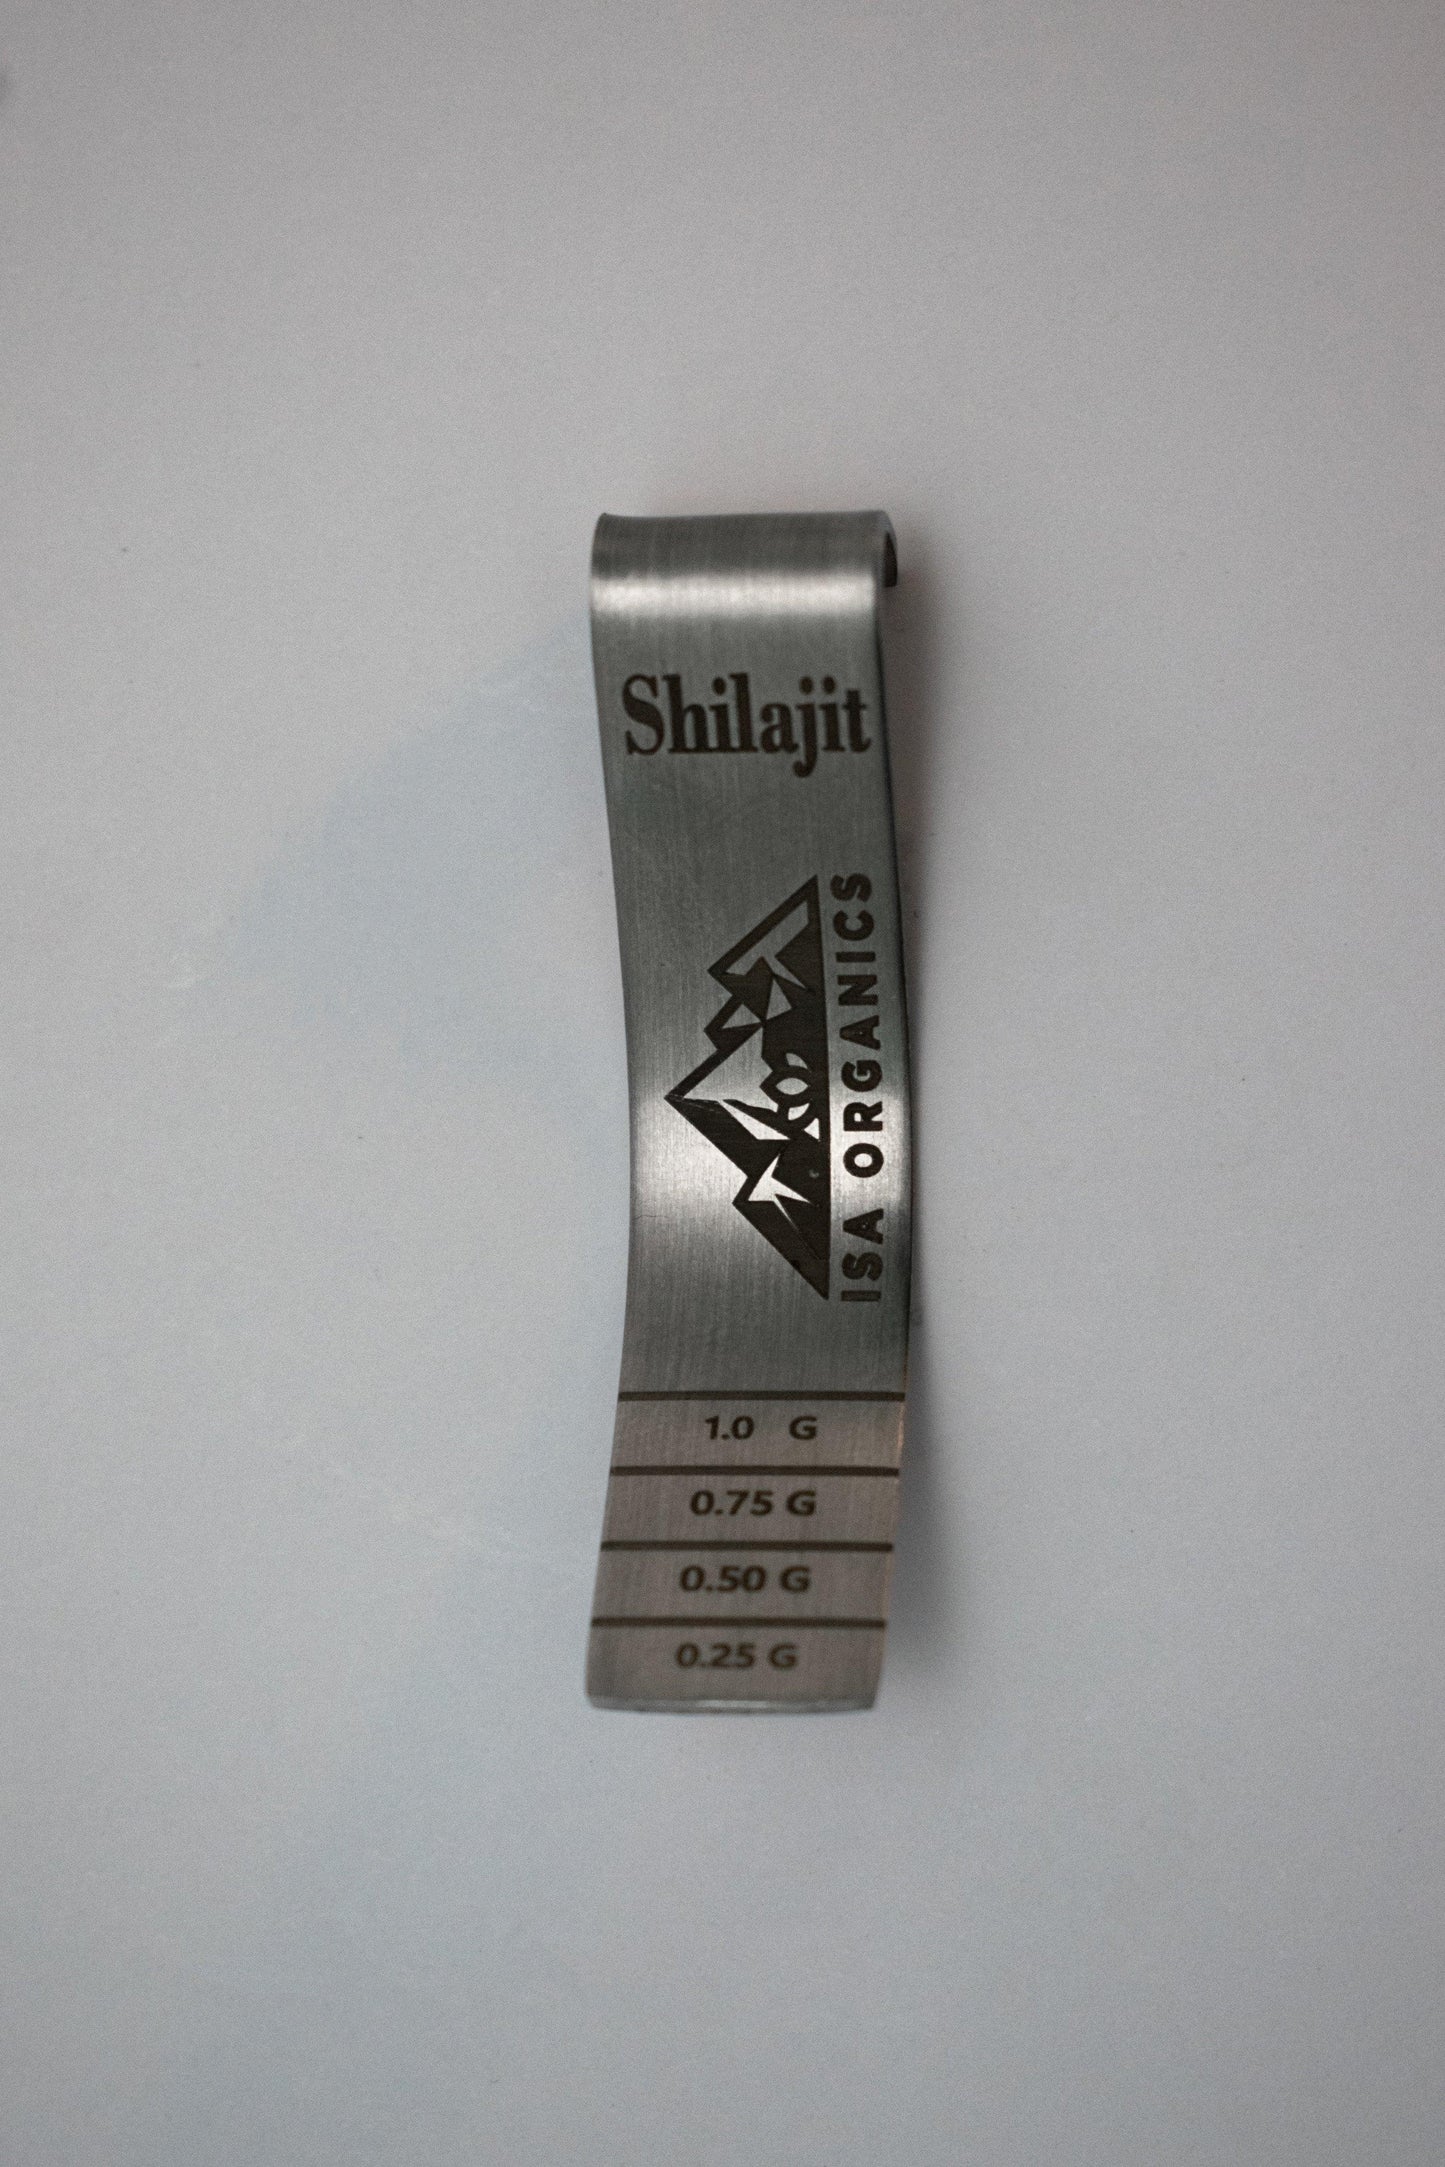 Shilajit
ISA ORGANICS
1.0 G
0.75 G
0.50 G
0.25 G